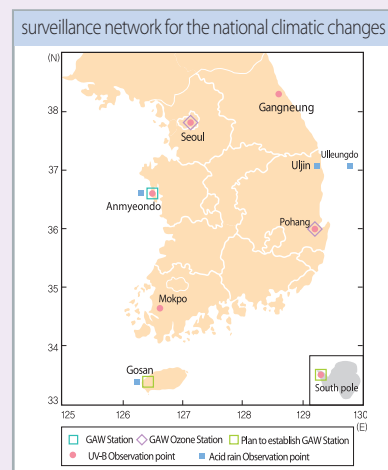 surveillance network for the national climatic changes
(N)
38
37
36
35
34
33
Gangneung
Seoul
Ulleungdo
Uljin
Anmyeondo
Pohang
Mokpo
Gosan
South pole
125 126 127 128 129 130
(E)
GAW Station GAW Ozone Station Plan to establish GAW Station
UV-B Observation point Acid rain Observation point